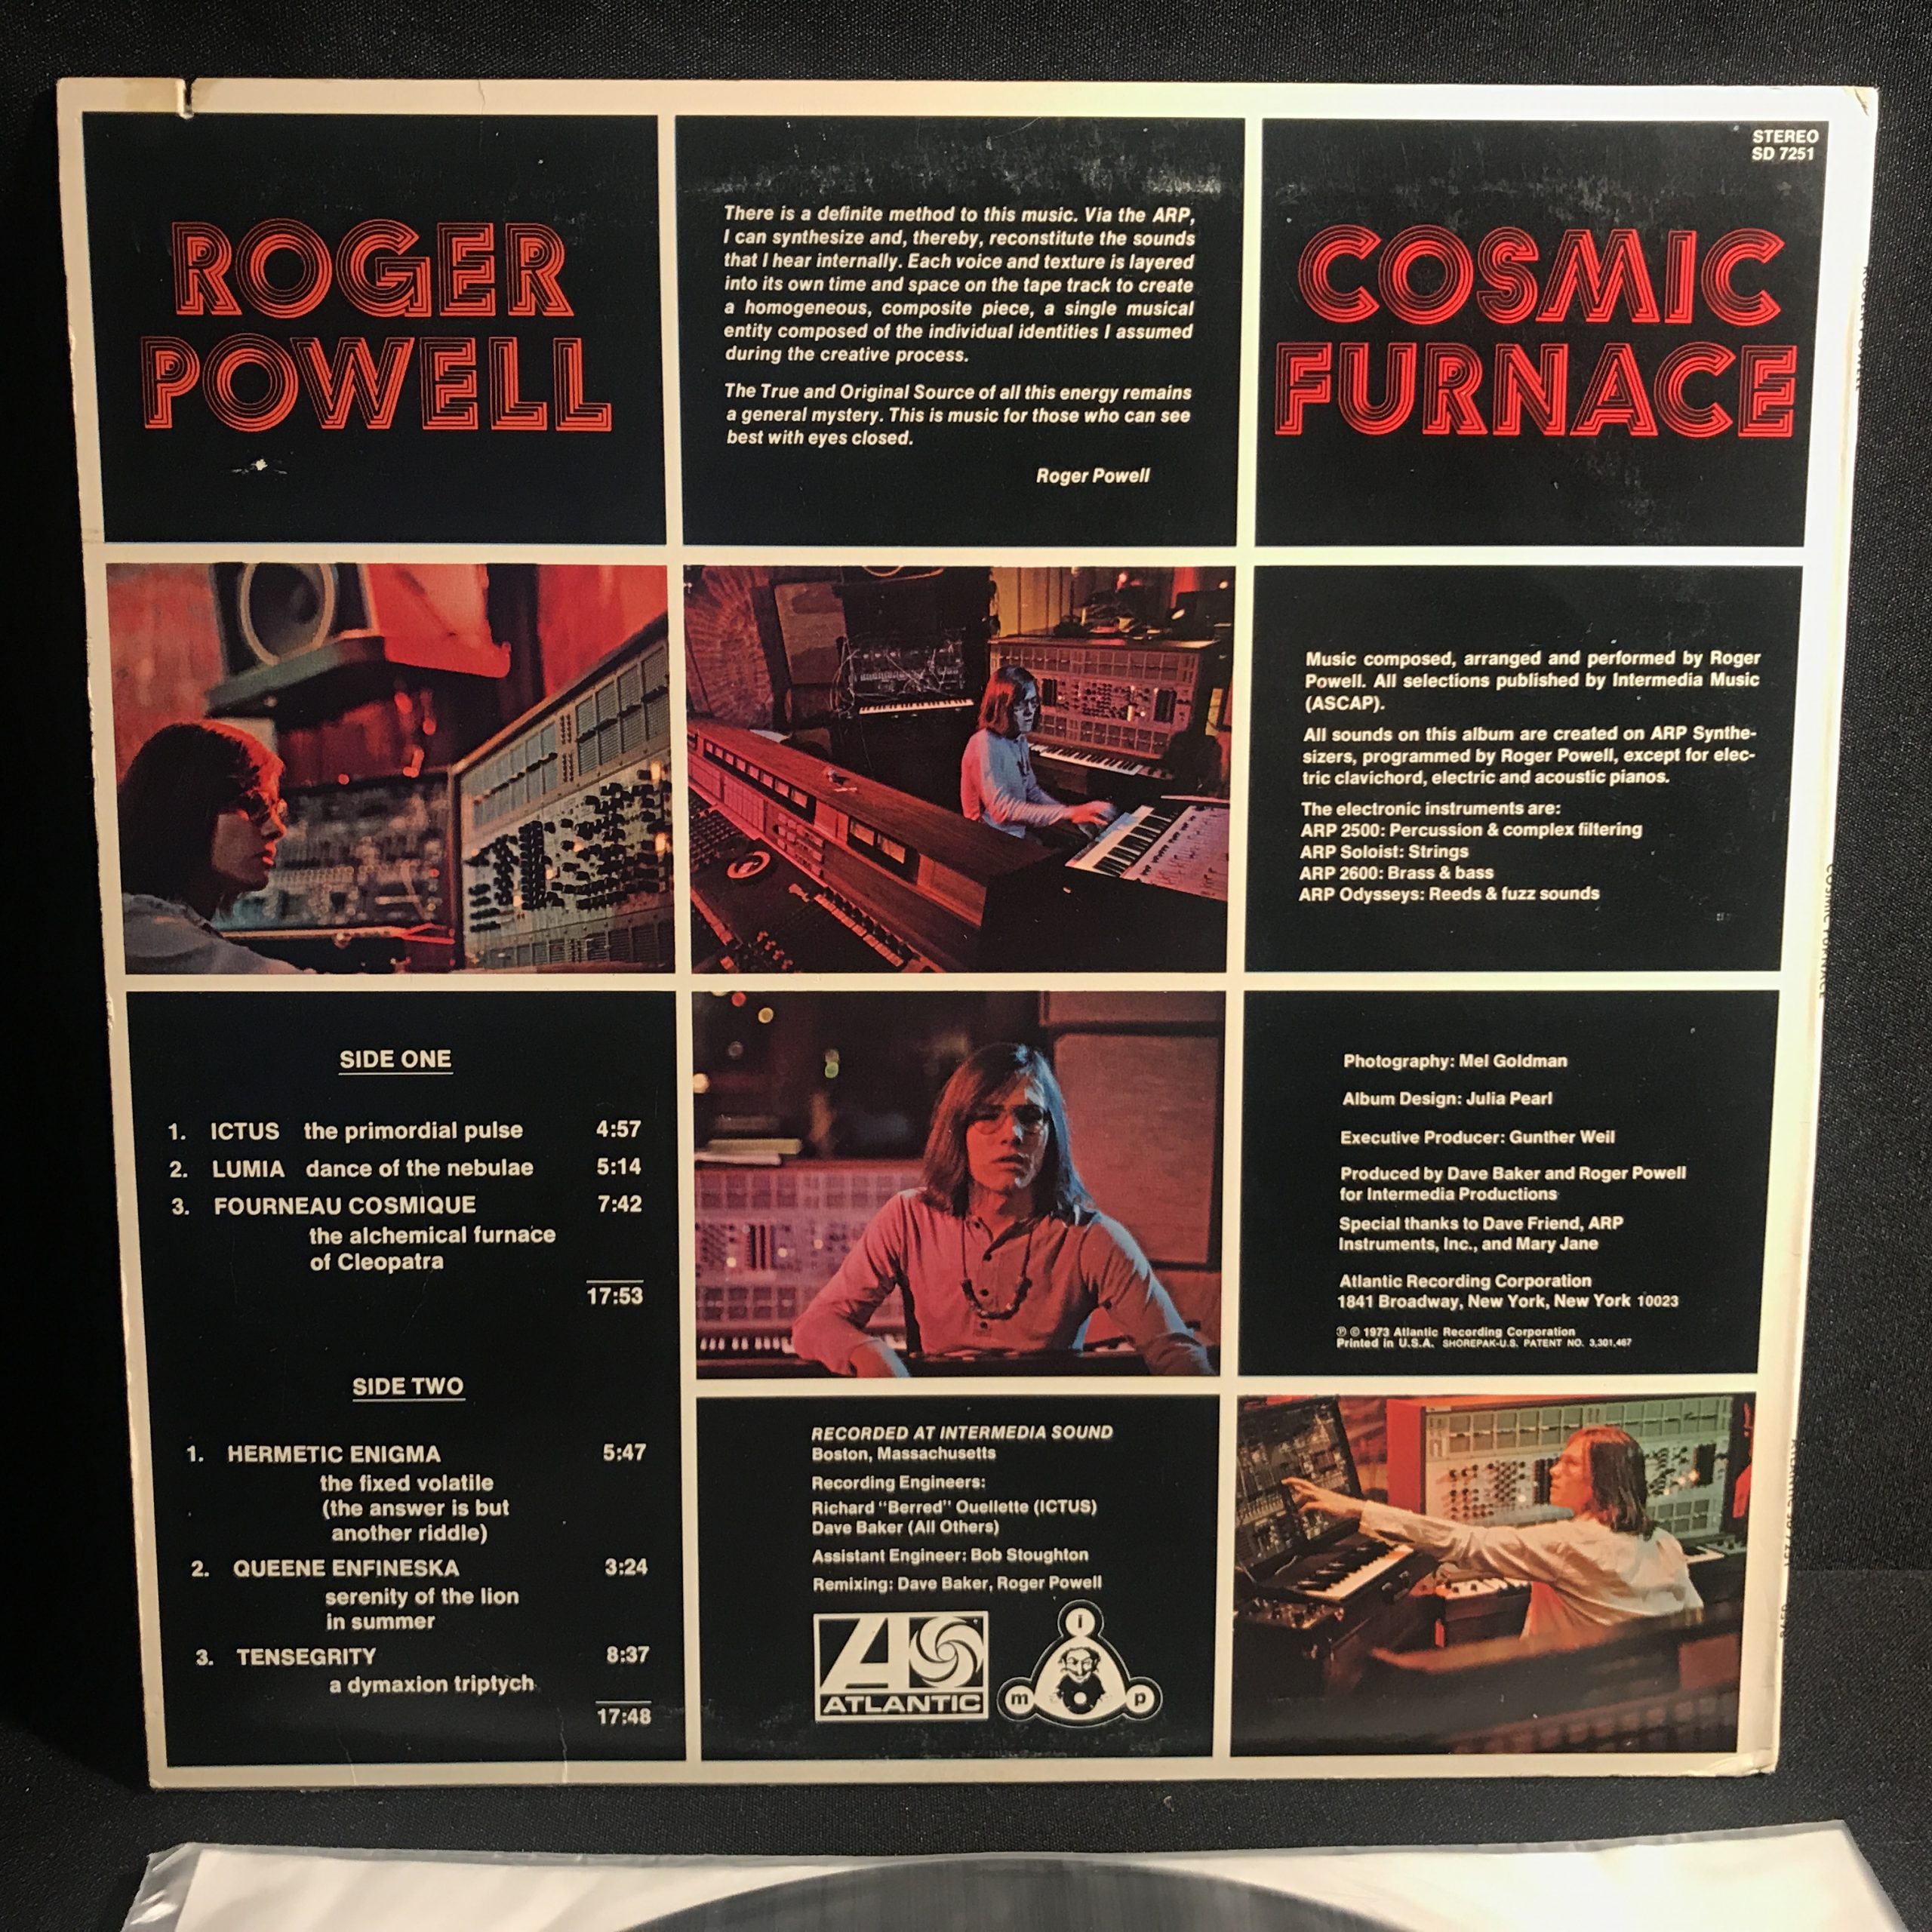 ROGER
POWELL
There is a definite method to this music. Via the ARP,
I can synthesize and, thereby, reconstitute the sounds
that I hear internally. Each voice and texture is layered
into its own time and space on the tape track to create
a homogeneous, composite piece, a single musical
entity composed of the individual identities I assumed
during the creative process.
The True and Original Source of all this energy remains
a general mystery. This is music for those who can see
best with eyes closed.
Roger Powell
STEREO
SD 7251
COSMIC
FURNACE
Music composed, arranged and performed by Roger
Powell. All selections published by Intermedia Music
(ASCAP).
All sounds on this album are created on ARP Synthe-
sizers, programmed by Roger Powell, except for elec-
tric clavichord, electric and acoustic pianos.
The electronic instruments are:
ARP 2500: Percussion & complex filtering
ARP Soloist: Strings
ARP 2600: Brass & bass
ARP Odysseys: Reeds & fuzz sounds
SIDE ONE
1. ICTUS the primordial pulse 4:57
2. LUMIA dance of the nebulae 5:14
3. FOURNEAU COSMIQUE 7:42
the alchemical furnace
of Cleopatra
17:53
SIDE TWO
1. HERMETIC ENIGMA 5:47
the fixed volatile
(the answer is but
another riddle)
2. QUEENE ENFINESKA 3:24
serenity of the lion
in summer
3. TENSEGRITY 8:37
a dymaxion triptych
17:48
Photography: Mel Goldman
Album Design: Julia Pearl
Executive Producer: Gunther Weil
Produced by Dave Baker and Roger Powell
for Intermedia Productions
Special thanks to Dave Friend, ARP
Instruments, Inc., and Mary Jane
Atlantic Recording Corporation
1841 Broadway, New York, New York 10023
℗ © 1973 Atlantic Recording Corporation
Printed in U.S.A. SHOREPAK-U.S. PATENT NO. 3,301,467
RECORDED AT INTERMEDIA SOUND
Boston, Massachusetts
Recording Engineers:
Richard "Berred" Ouellette (ICTUS)
Dave Baker (All Others)
Assistant Engineer: Bob Stoughton
Remixing: Dave Baker, Roger Powell
ATLANTIC
i
m p
COSMIC FURNACE